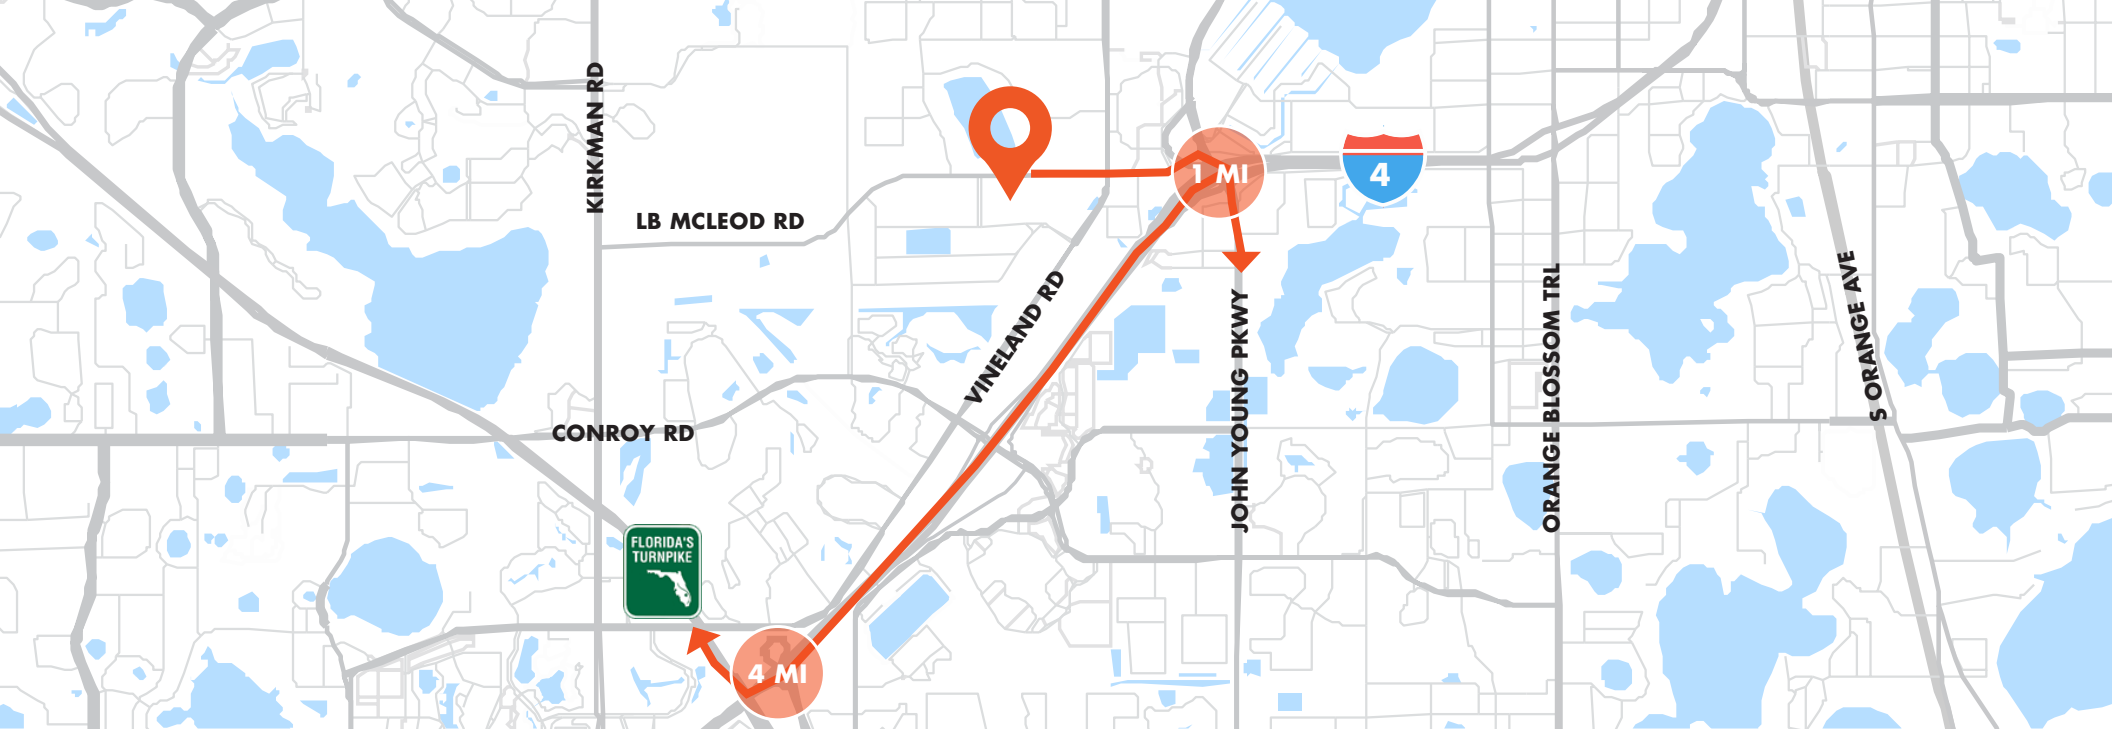 KIRKMAN RD
LB MCLEOD RD
1 MI
4
VINELAND RD
JOHN YOUNG PKWY
ORANGE BLOSSOM TRL
S ORANGE AVE
CONROY RD
FLORIDA'S
TURNPIKE
4 MI